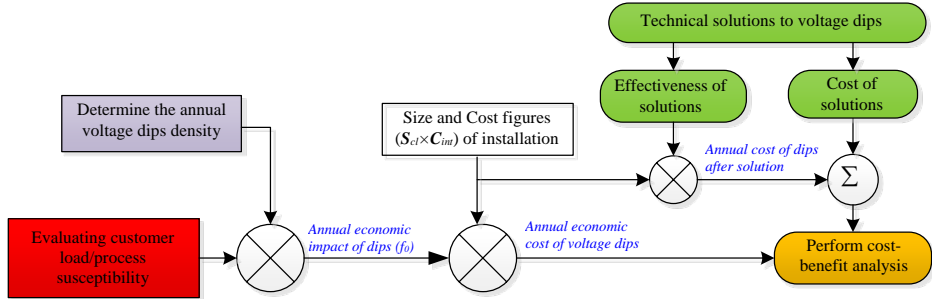 Technical solutions to voltage dips
Effectiveness of
solutions
Cost of
solutions
Determine the annual
voltage dips density
Size and Cost figures
(Scl×Cint) of installation
Annual cost of dips
after solution
Σ
Evaluating customer
load/process
susceptibility
Annual economic
impact of dips (f0)
Annual economic
cost of voltage dips
Perform cost-
benefit analysis